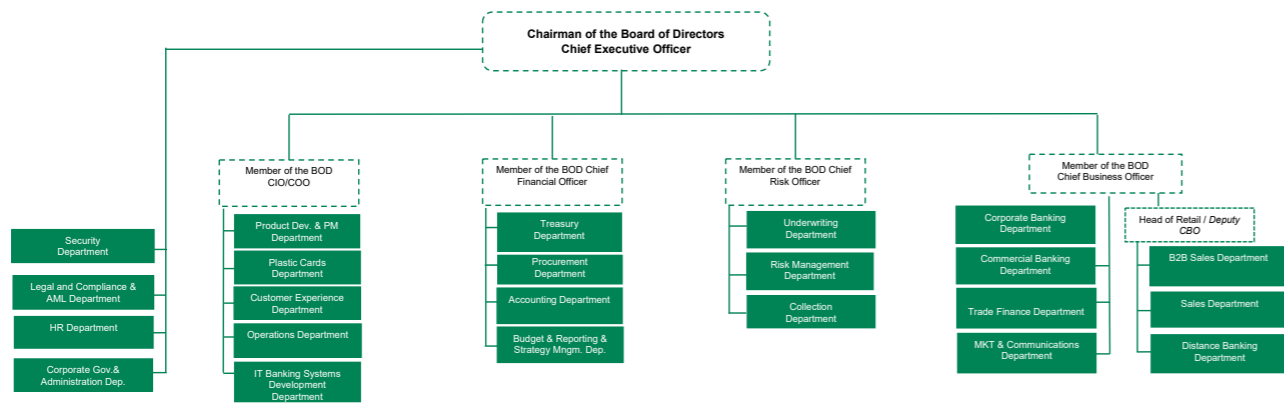 Chairman of the Board of Directors
Chief Executive Officer
Member of the BOD
CIO/COO
Member of the BOD Chief
Financial Officer
Member of the BOD Chief
Risk Officer
Member of the BOD
Chief Business Officer
Security
Department
Legal and Compliance &
AML Department
HR Department
Corporate Gov.&
Administration Dep.
Product Dev. & PM
Department
Plastic Cards
Department
Customer Experience
Department
Operations Department
IT Banking Systems
Development
Department
Treasury
Department
Procurement
Department
Accounting Department
Budget & Reporting &
Strategy Mngm. Dep.
Underwriting
Department
Risk Management
Department
Collection
Department
Corporate Banking
Department
Commercial Banking
Department
Trade Finance Department
MKT & Communications
Department
Head of Retail / Deputy
CBO
B2B Sales Department
Sales Department
Distance Banking
Department